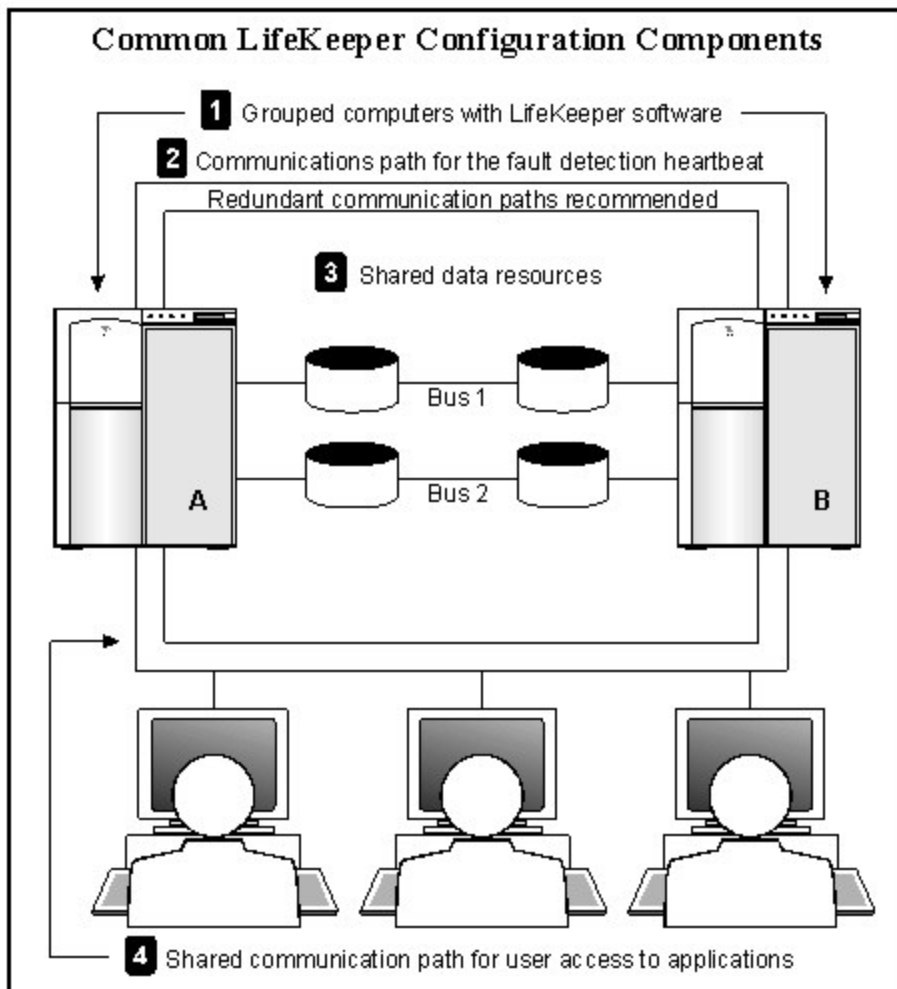 Common LifeKeeper Configuration Components
1 Grouped computers with LifeKeeper software
2 Communications path for the fault detection heartbeat
Redundant communication paths recommended
3 Shared data resources
Bus 1
Bus 2
A
B
4 Shared communication path for user access to applications